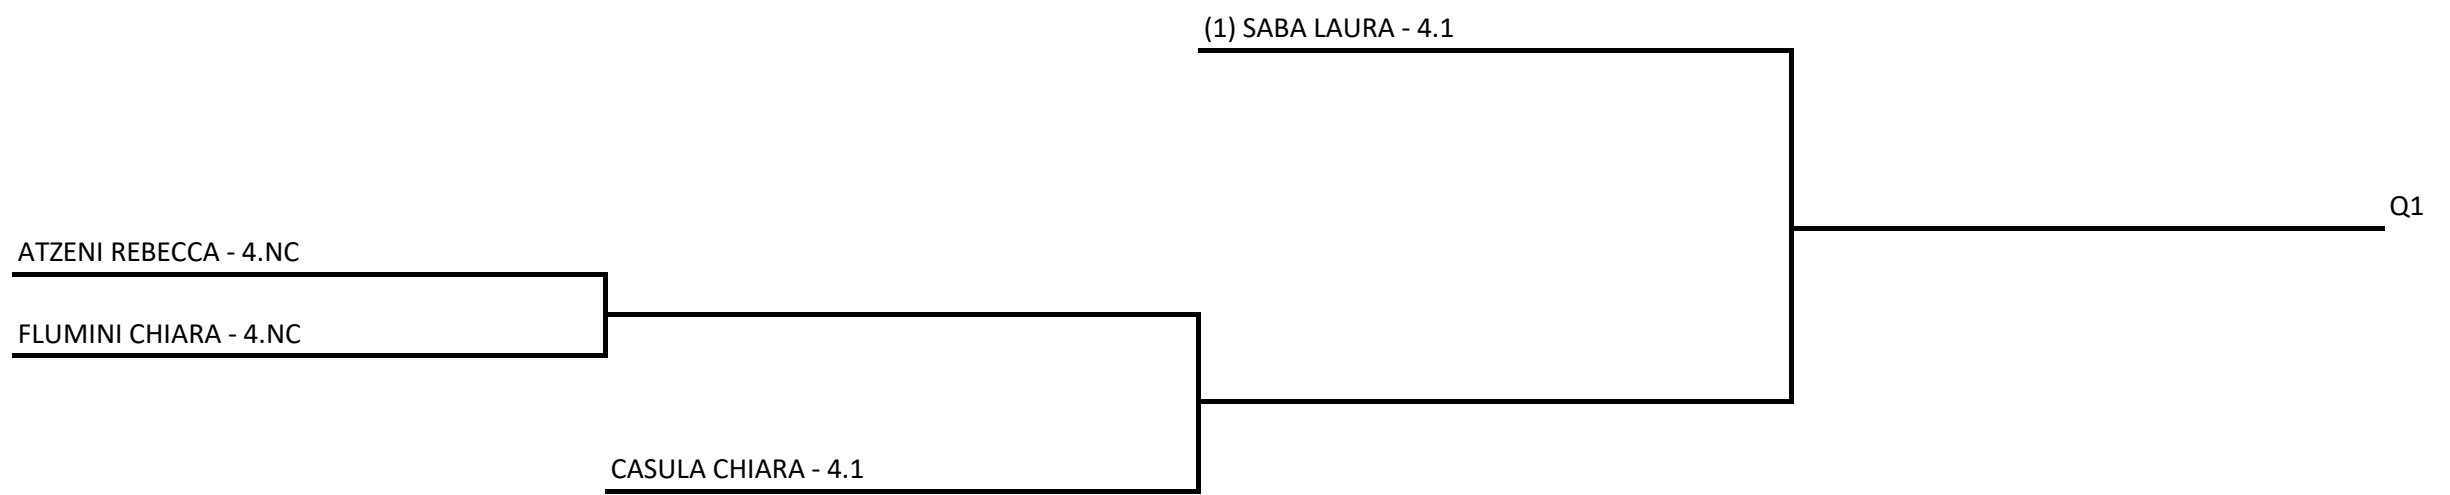 (1) SABA LAURA - 4.1
Q1
ATZENI REBECCA - 4.NC
FLUMINI CHIARA - 4.NC
CASULA CHIARA - 4.1